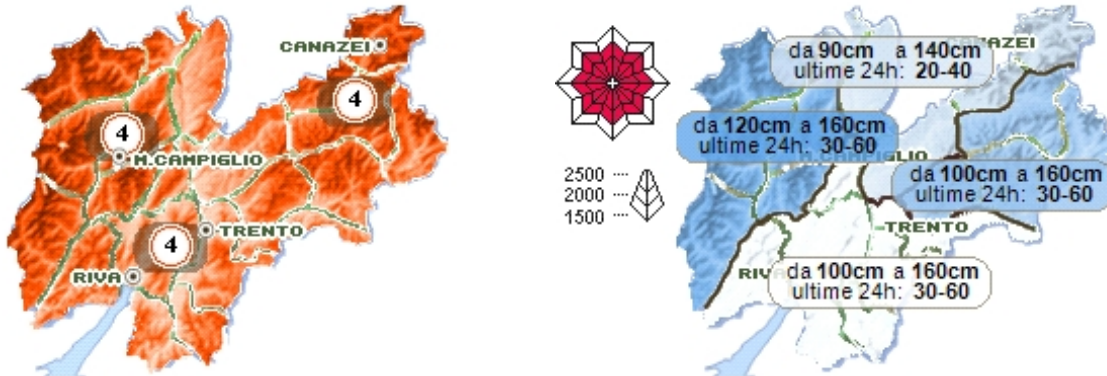 CANAZEI
4
4
M.CAMPIGLIO
4
TRENTO
RIVA
2500
2000
1500
da 90cm a 140cm
ultime 24h: 20-40
da 120cm a 160cm
ultime 24h: 30-60
CAMPIGLIO
da 100cm a 160cm
ultime 24h: 30-60
TRENTO
da 100cm a 160cm
ultime 24h: 30-60